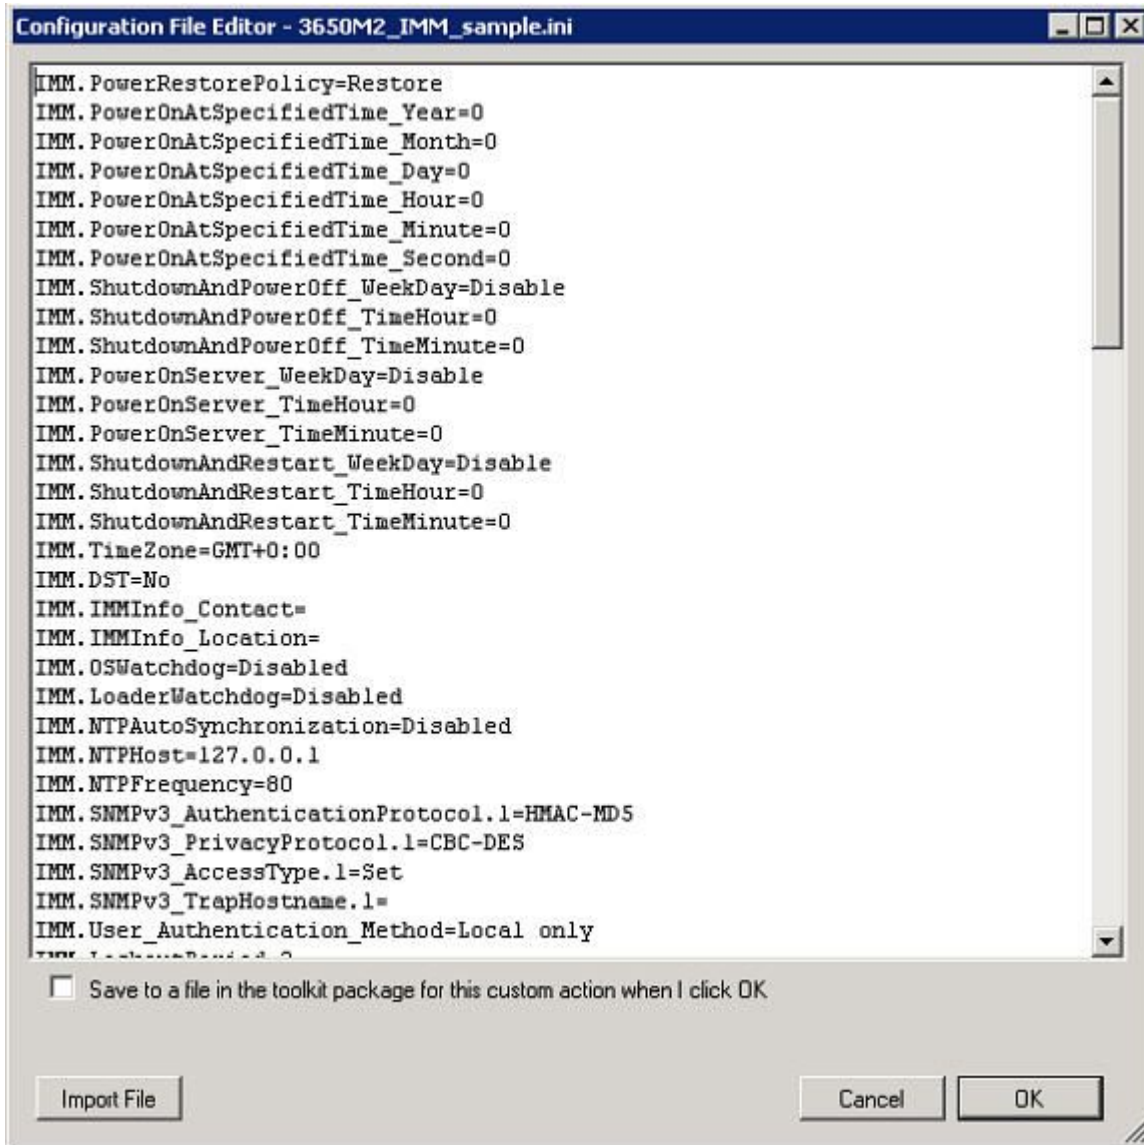 Configuration File Editor - 3650M2_IMM_sample.ini
IMM.PowerRestorePolicy=Restore
IMM.PowerOnAtSpecifiedTime_Year=0
IMM.PowerOnAtSpecifiedTime_Month=0
IMM.PowerOnAtSpecifiedTime_Day=0
IMM.PowerOnAtSpecifiedTime_Hour=0
IMM.PowerOnAtSpecifiedTime_Minute=0
IMM.PowerOnAtSpecifiedTime_Second=0
IMM.ShutdownAndPowerOff_WeekDay=Disable
IMM.ShutdownAndPowerOff_TimeHour=0
IMM.ShutdownAndPowerOff_TimeMinute=0
IMM.PowerOnServer_WeekDay=Disable
IMM.PowerOnServer_TimeHour=0
IMM.PowerOnServer_TimeMinute=0
IMM.ShutdownAndRestart_WeekDay=Disable
IMM.ShutdownAndRestart_TimeHour=0
IMM.ShutdownAndRestart_TimeMinute=0
IMM.TimeZone=GMT+0:00
IMM.DST=No
IMM.IMMInfo_Contact=
IMM.IMMInfo_Location=
IMM.OSWatchdog=Disabled
IMM.LoaderWatchdog=Disabled
IMM.NTPAutoSynchronization=Disabled
IMM.NTPHost=127.0.0.1
IMM.NTPFrequency=80
IMM.SNMPv3_AuthenticationProtocol.1=HMAC-MD5
IMM.SNMPv3_PrivacyProtocol.1=CBC-DES
IMM.SNMPv3_AccessType.1=Set
IMM.SNMPv3_TrapHostname.1=
IMM.User_Authentication_Method=Local only
Save to a file in the toolkit package for this custom action when I click OK
Import File
Cancel
OK